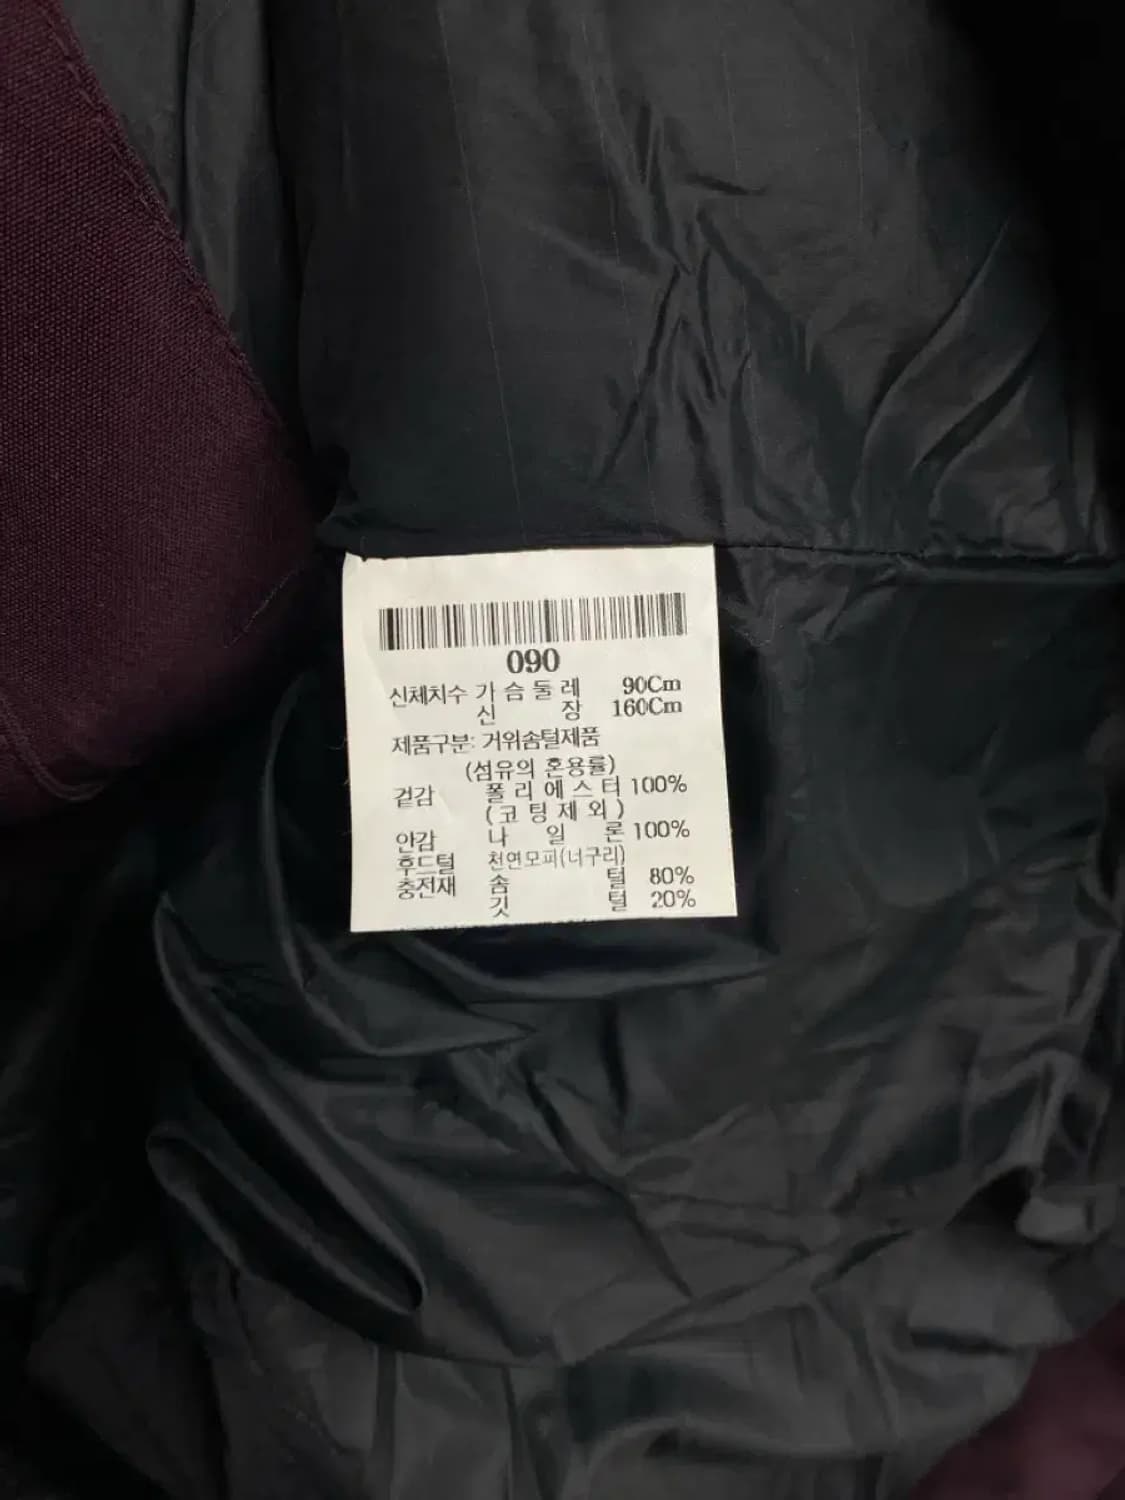 090
신체치수 가슴둘레 90Cm
신 장 160Cm
제품구분: 거위솜털제품
(섬유의 혼용률)
겉감 폴리에스터 100%
(코팅제외)
안감 나 일 론 100%
후드털 천연모피(너구리)
충전재 솜 털 80%
깃 털 20%